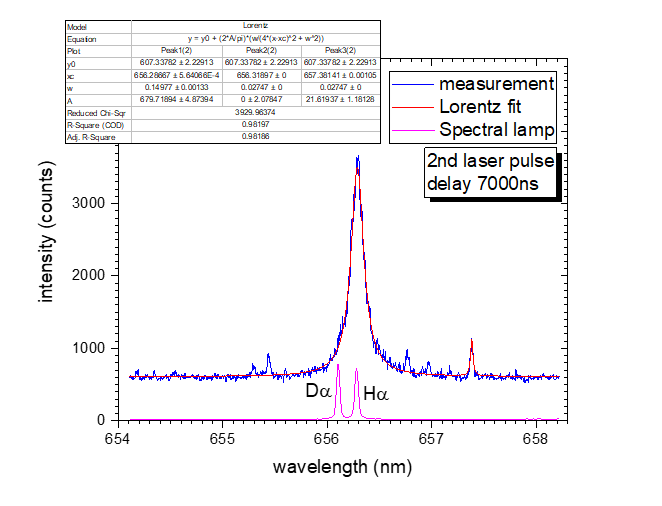 Model Lorentz
Equation y = y0 + (2*A/pi)*(w/(4*(x-xc)^2 + w^2))
Plot Peak1(2) Peak2(2) Peak3(2)
y0 607.33782 ± 2.22913 607.33782 ± 2.22913 607.33782 ± 2.22913
xc 656.28667 ± 5.64066E-4 656.31897 ± 0 657.38141 ± 0.00105
w 0.14977 ± 0.00133 0.02747 ± 0 0.02747 ± 0
A 679.71894 ± 4.87394 0 ± 2.07847 21.61937 ± 1.18128
Reduced Chi-Sqr 3929.96374
R-Square (COD) 0.98197
Adj. R-Square 0.98186
measurement
Lorentz fit
Spectral lamp
2nd laser pulse
delay 7000ns
intensity (counts)
3000
2000
1000
0
Dα Hα
654 655 656 657 658
wavelength (nm)